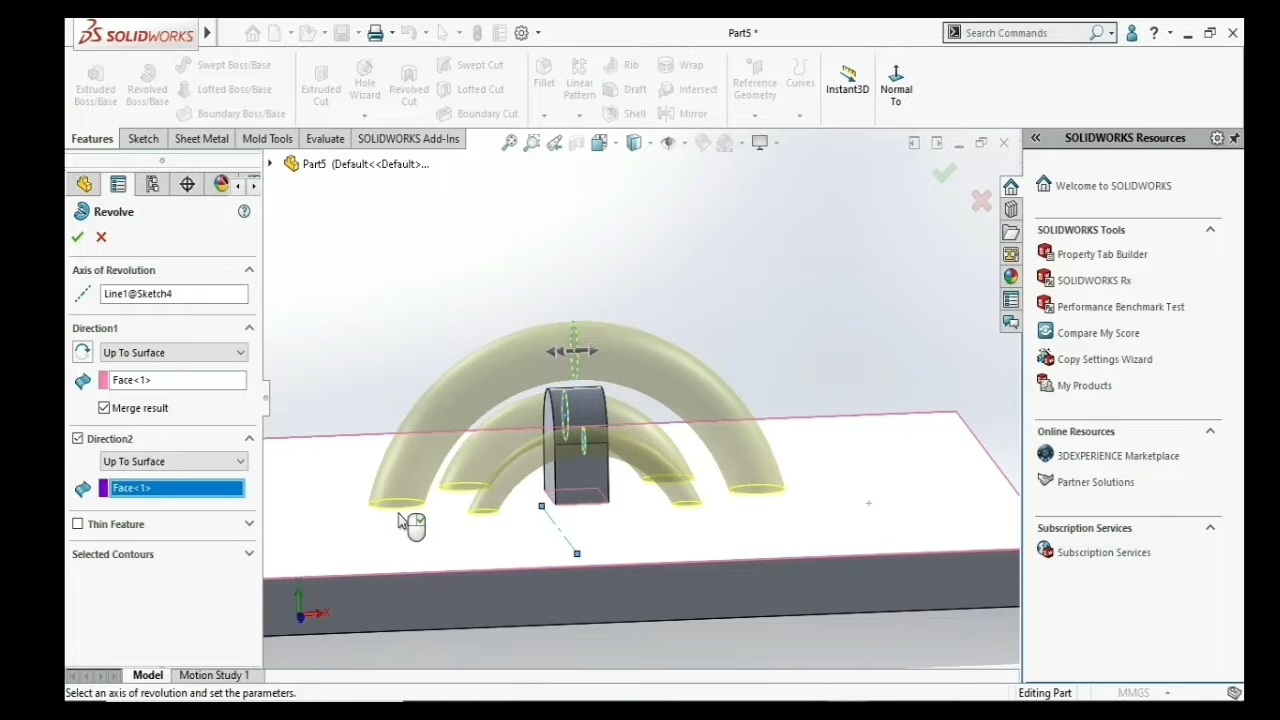 SOLIDWORKS
Part5 *
Search Commands
Extruded Boss/Base
Revolved Boss/Base
Swept Boss/Base
Lofted Boss/Base
Boundary Boss/Base
Extruded Cut
Hole Wizard
Revolved Cut
Swept Cut
Lofted Cut
Boundary Cut
Fillet
Linear Pattern
Rib
Draft
Shell
Wrap
Intersect
Mirror
Reference Geometry
Curves
Instant3D
Normal To
Features
Sketch
Sheet Metal
Mold Tools
Evaluate
SOLIDWORKS Add-Ins
Part5 (Default<<Default>...
Revolve
Axis of Revolution
Line1@Sketch4
Direction1
Up To Surface
Face<1>
Merge result
Direction2
Up To Surface
Face<1>
Thin Feature
Selected Contours
X
SOLIDWORKS Resources
Welcome to SOLIDWORKS
SOLIDWORKS Tools
Property Tab Builder
SOLIDWORKS Rx
Performance Benchmark Test
Compare My Score
Copy Settings Wizard
My Products
Online Resources
3DEXPERIENCE Marketplace
Partner Solutions
Subscription Services
Subscription Services
Model
Motion Study 1
Select an axis of revolution and set the parameters.
Editing Part
MMGS